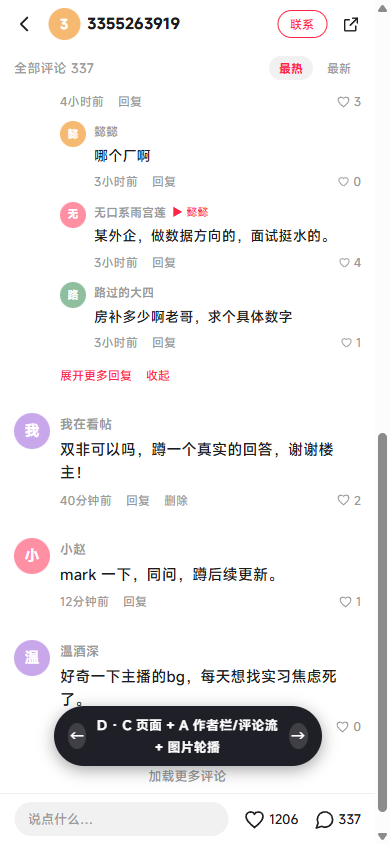 3 3355263919 联系
全部评论 337 最热 最新
4小时前 回复 3
懿 懿懿
哪个厂啊
3小时前 回复 0
无 无口系雨宫莲 ▶ 懿懿
某外企，做数据方向的，面试挺水的。
3小时前 回复 4
路 路过的大四
房补多少啊老哥，求个具体数字
3小时前 回复 1
展开更多回复 收起
我 我在看帖
双非可以吗，蹲一个真实的回答，谢谢楼
主！
40分钟前 回复 删除 2
小 小赵
mark 一下，同问，蹲后续更新。
12分钟前 回复 1
温 温酒深
好奇一下主播的bg，每天想找实习焦虑死
了。
0
← D · C 页面 + A 作者栏/评论流 →
+ 图片轮播
加载更多评论
说点什么... 1206 337